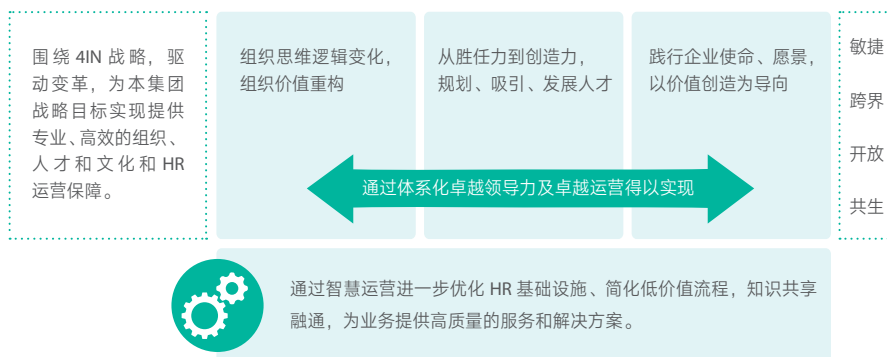 围绕 4IN 战略，驱
动变革，为本集团
战略目标实现提供
专业、高效的组织、
人才和文化和 HR
运营保障。
组织思维逻辑变化，
组织价值重构
从胜任力到创造力，
规划、吸引、发展人才
践行企业使命、愿景，
以价值创造为导向
通过体系化卓越领导力及卓越运营得以实现
敏捷
跨界
开放
共生
通过智慧运营进一步优化 HR 基础设施、简化低价值流程，知识共享
融通，为业务提供高质量的服务和解决方案。